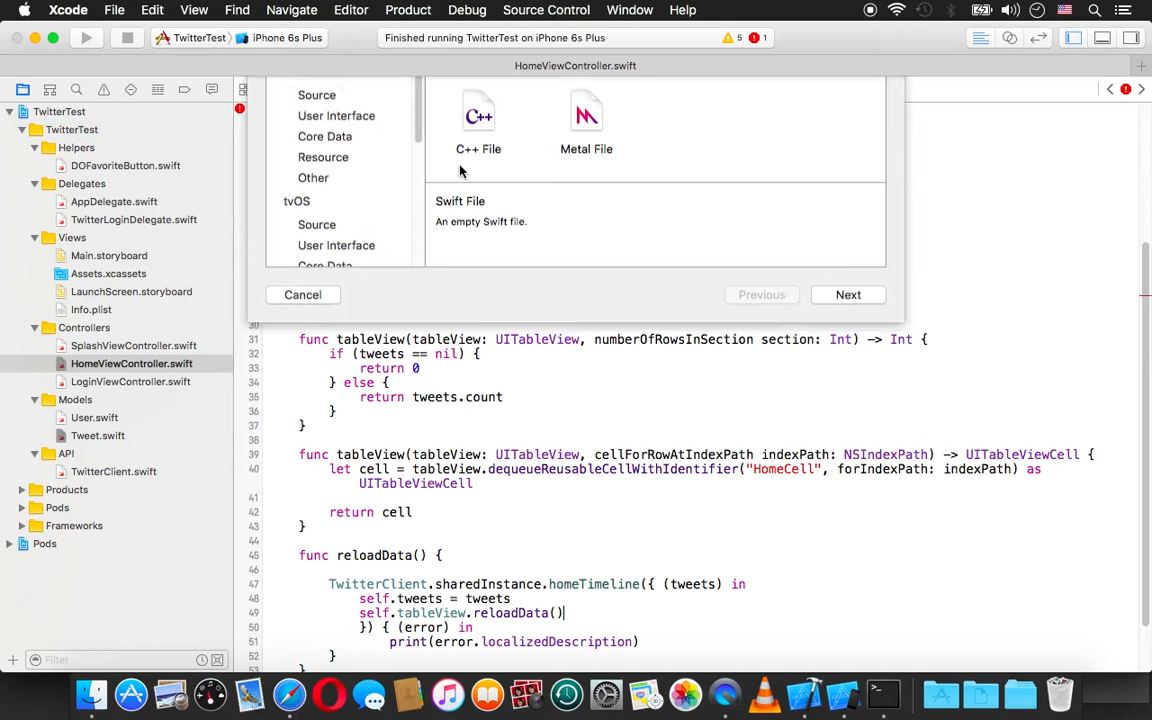 Xcode File Edit View Find Navigate Editor Product Debug Source Control Window Help
TwitterTest iPhone 6s Plus
Finished running TwitterTest on iPhone 6s Plus
5 1
HomeViewController.swift
TwitterTest
TwitterTest
Helpers
DOFavoriteButton.swift
Delegates
AppDelegate.swift
TwitterLoginDelegate.swift
Views
Main.storyboard
Assets.xcassets
LaunchScreen.storyboard
Info.plist
Controllers
SplashViewController.swift
HomeViewController.swift
LoginViewController.swift
Models
User.swift
Tweet.swift
API
TwitterClient.swift
Products
Pods
Frameworks
Pods
Filter
Source
User Interface
Core Data
Resource
Other
tvOS
Source
User Interface
Core Data
C++
C++ File
Metal File
Swift File
An empty Swift file.
Cancel
Previous
Next
30
31 func tableView(tableView: UITableView, numberOfRowsInSection section: Int) -> Int {
32 if (tweets == nil) {
33 return 0
34 } else {
35 return tweets.count
36 }
37 }
38
39 func tableView(tableView: UITableView, cellForRowAtIndexPath indexPath: NSIndexPath) -> UITableViewCell {
40 let cell = tableView.dequeueReusableCellWithIdentifier("HomeCell", forIndexPath: indexPath) as
UITableViewCell
41
42 return cell
43 }
44
45 func reloadData() {
46
47 TwitterClient.sharedInstance.homeTimeline({ (tweets) in
48 self.tweets = tweets
49 self.tableView.reloadData()
50 }) { (error) in
51 print(error.localizedDescription)
52 }
53 }